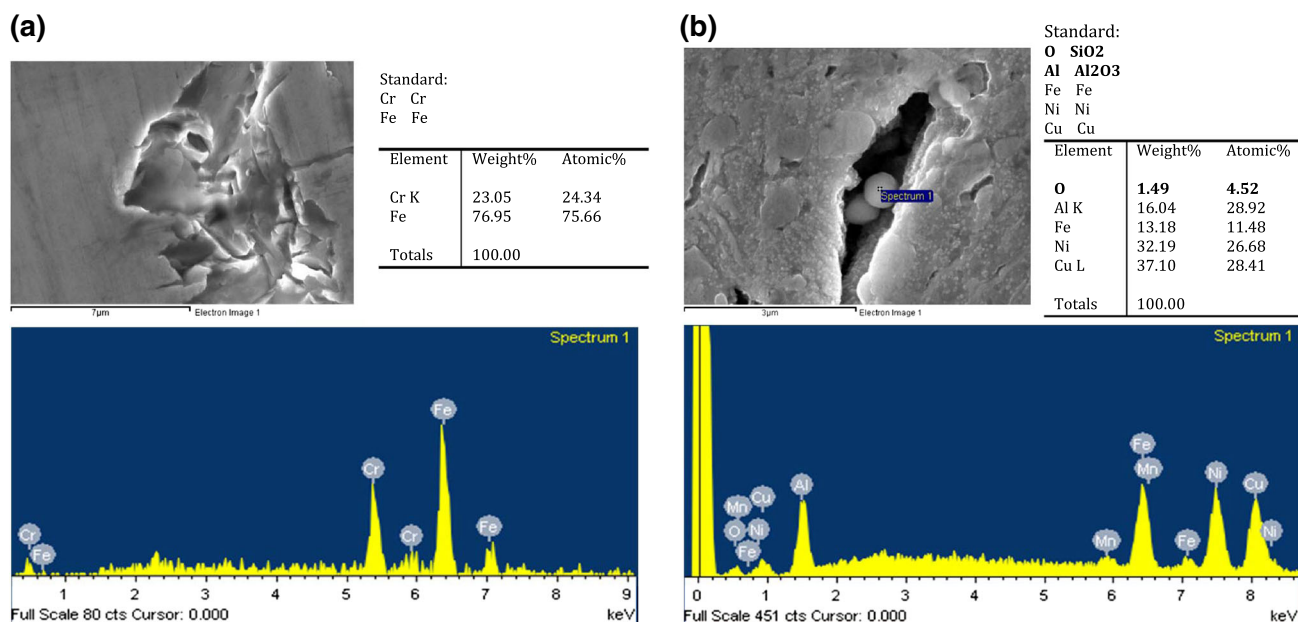 (a)
Standard:
Cr Cr
Fe Fe
Element Weight% Atomic%
Cr K 23.05 24.34
Fe 76.95 75.66
Totals 100.00
7µm Electron Image 1
Spectrum 1
Fe
Cr
Cr
Fe
Cr
Fe
1 2 3 4 5 6 7 8 9
Full Scale 80 cts Cursor: 0.000 keV
(b)
Standard:
O SiO2
Al Al2O3
Fe Fe
Ni Ni
Cu Cu
Element Weight% Atomic%
O 1.49 4.52
Al K 16.04 28.92
Fe 13.18 11.48
Ni 32.19 26.68
Cu L 37.10 28.41
Totals 100.00
Spectrum 1
3µm Electron Image 1
Spectrum 1
Fe
Mn
Ni
Al
Cu
Cu
Mn
O
Ni
Fe
Mn
Fe
Ni
0 1 2 3 4 5 6 7 8
Full Scale 451 cts Cursor: 0.000 keV